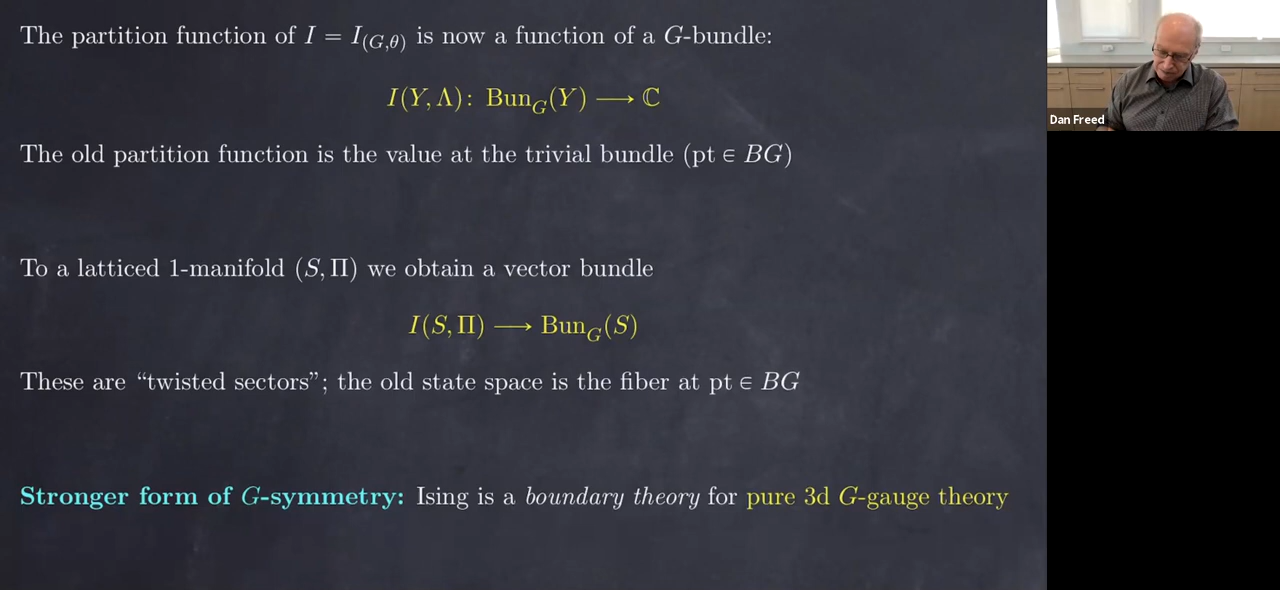 The partition function of I = I_(G,θ) is now a function of a G-bundle:
I(Y, Λ): Bun_G(Y) ⟶ ℂ
The old partition function is the value at the trivial bundle (pt ∈ BG)
To a latticed 1-manifold (S, Π) we obtain a vector bundle
I(S, Π) ⟶ Bun_G(S)
These are “twisted sectors”; the old state space is the fiber at pt ∈ BG
Stronger form of G-symmetry: Ising is a boundary theory for pure 3d G-gauge theory
Dan Freed